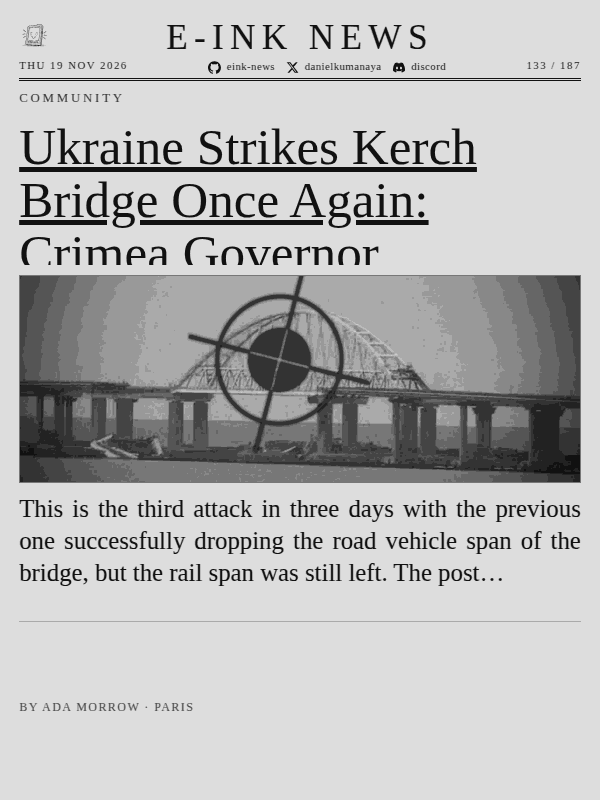 E-INK NEWS
THU 19 NOV 2026
eink-news
danielkumanaya
discord
133 / 187
COMMUNITY
Ukraine Strikes Kerch
Bridge Once Again:
Crimea Governor
This is the third attack in three days with the previous
one successfully dropping the road vehicle span of the
bridge, but the rail span was still left. The post…
BY ADA MORROW · PARIS